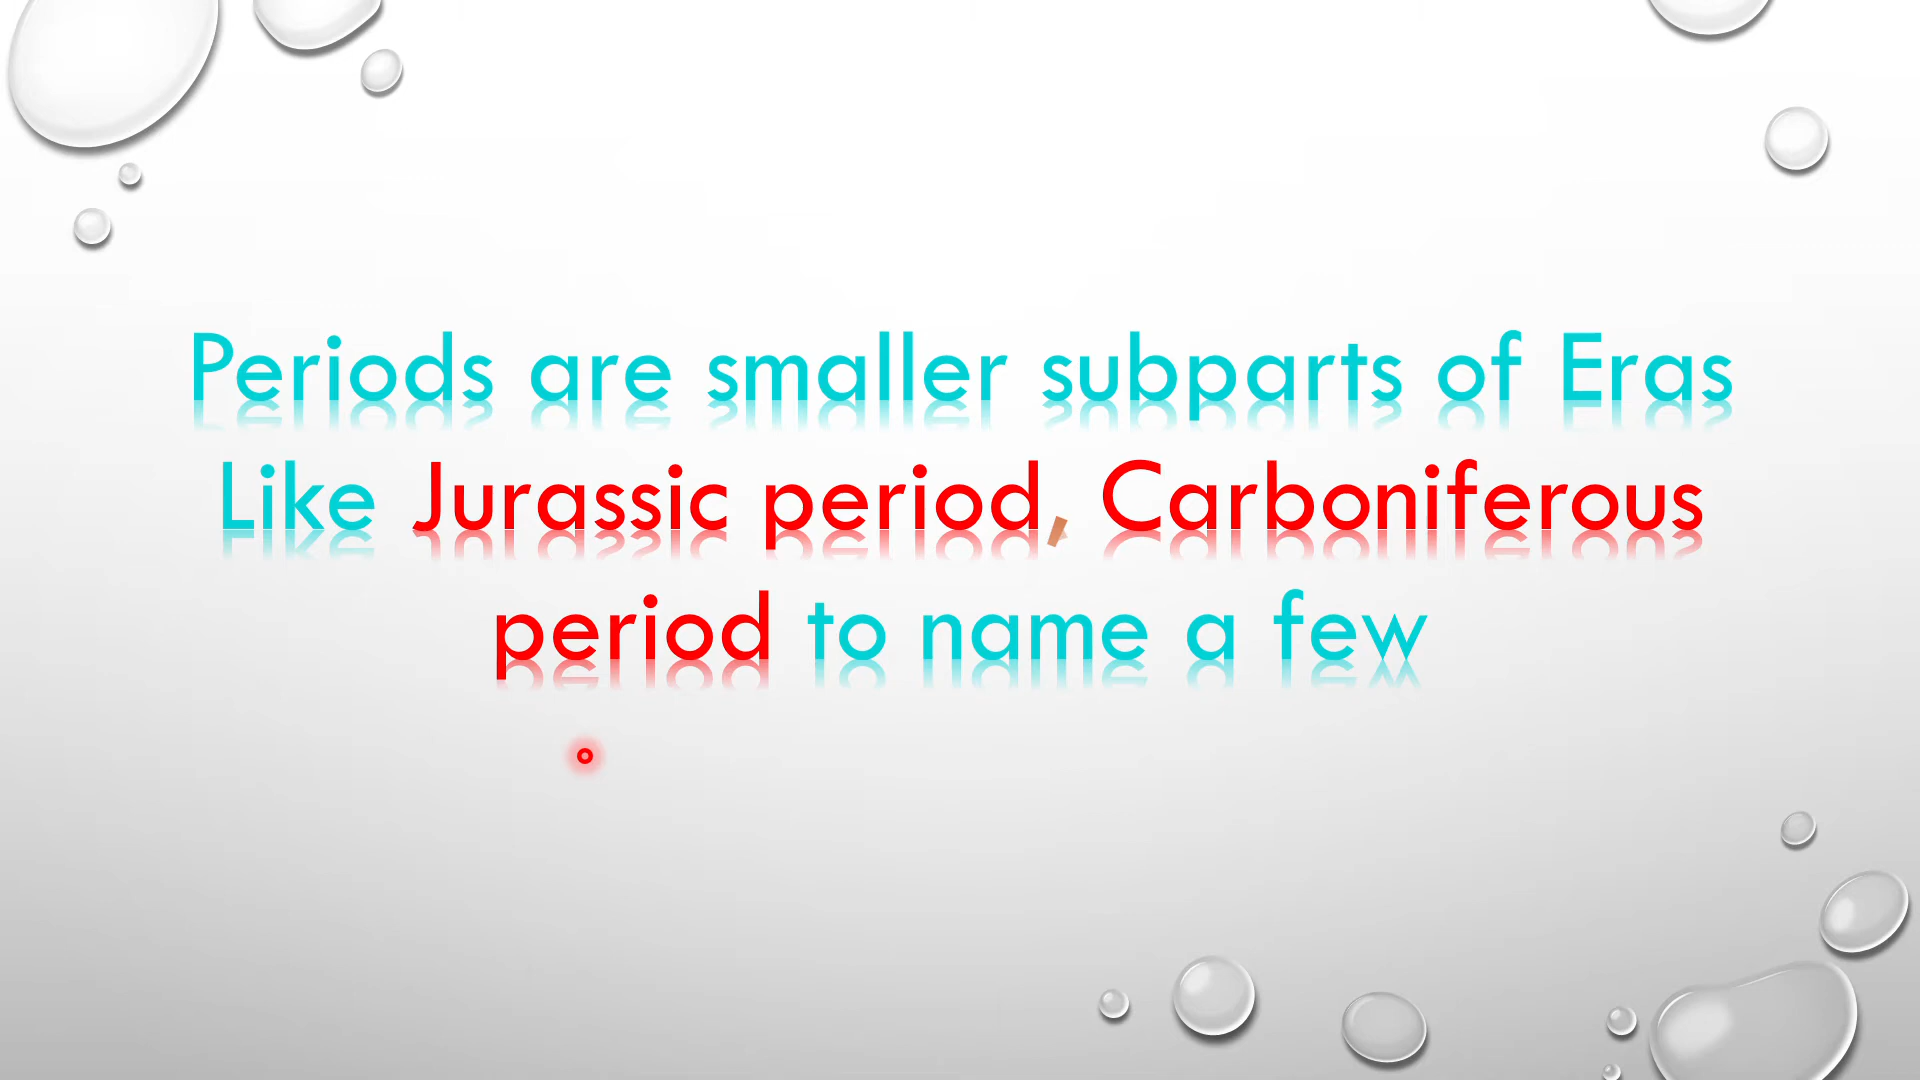 Periods are smaller subparts of Eras
Like Jurassic period, Carboniferous
period to name a few